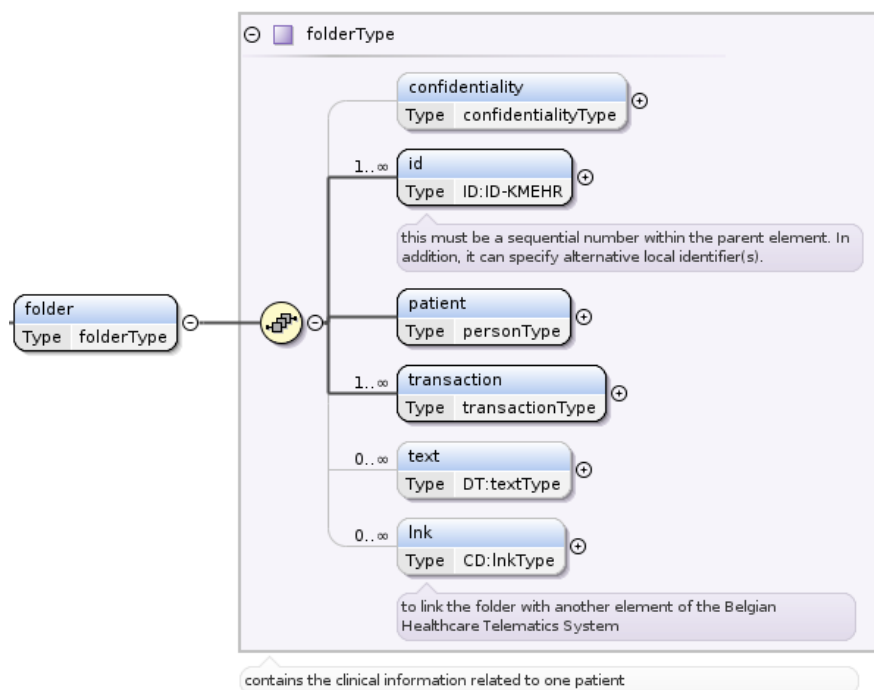 folderType
confidentiality
Type confidentialityType
1..∞
id
Type ID:ID-KMEHR
this must be a sequential number within the parent element. In
addition, it can specify alternative local identifier(s).
folder
Type folderType
patient
Type personType
1..∞
transaction
Type transactionType
0..∞
text
Type DT:textType
0..∞
lnk
Type CD:lnkType
to link the folder with another element of the Belgian
Healthcare Telematics System
contains the clinical information related to one patient